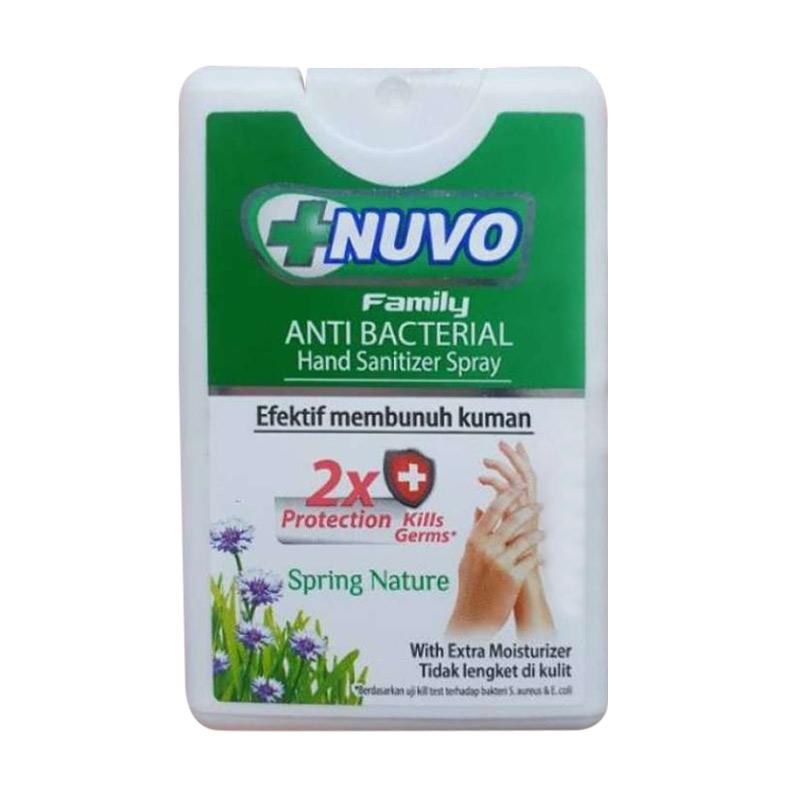 NUVO
Family
ANTI BACTERIAL
Hand Sanitizer Spray
Efektif membunuh kuman
2x
Protection Kills
Germs*
Spring Nature
With Extra Moisturizer
Tidak lengket di kulit
*Berdasarkan uji kill test terhadap bakteri S. aureus & E. coli